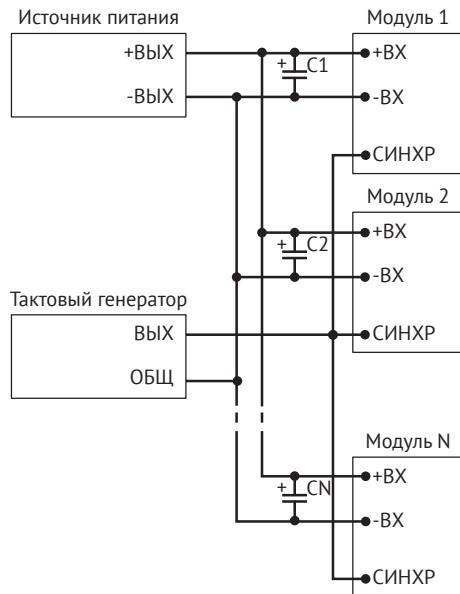 Источник питания
+ВЫХ
-ВЫХ
+ C1
Модуль 1
+ВХ
-ВХ
СИНХР
Модуль 2
+ C2
+ВХ
-ВХ
СИНХР
Тактовый генератор
ВЫХ
ОБЩ
Модуль N
+ CN
+ВХ
-ВХ
СИНХР